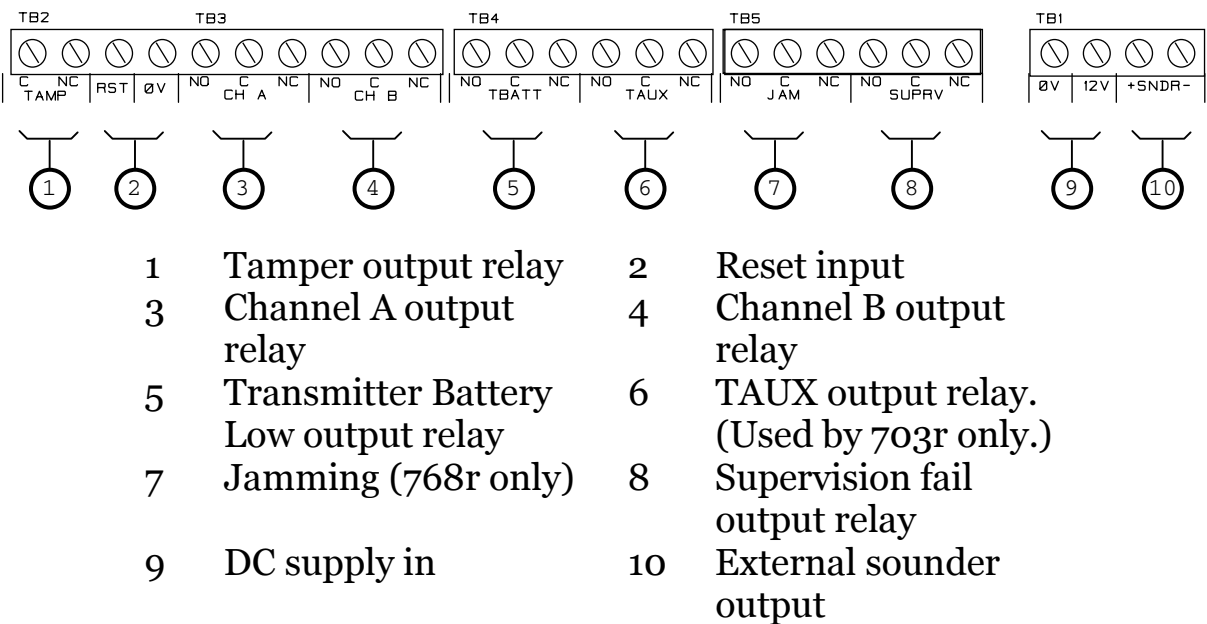 TB2 TB3 TB4 TB5 TB1
C NC RST ØV NO C NC NO C NC NO C NC NO C NC NO C NC NO C NC ØV 12V +SNDR-
TAMP CH A CH B TBATT TAUX JAM SUPRV
1 2 3 4 5 6 7 8 9 10
1 Tamper output relay 2 Reset input
3 Channel A output 4 Channel B output
relay relay
5 Transmitter Battery 6 TAUX output relay.
Low output relay (Used by 703r only.)
7 Jamming (768r only) 8 Supervision fail
output relay
9 DC supply in 10 External sounder
output